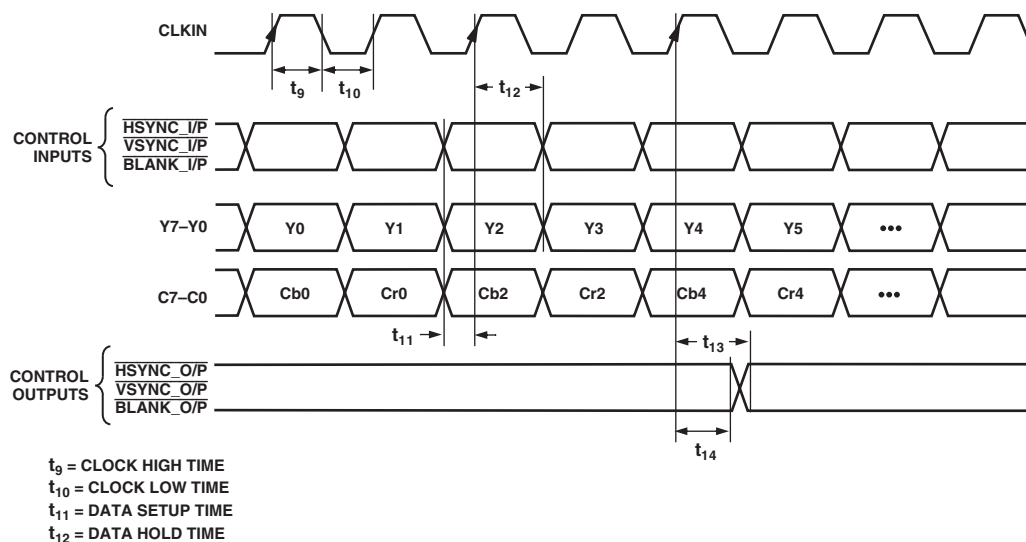 CLKIN
t9
t10
t12
CONTROL INPUTS
HSYNC_I/P
VSYNC_I/P
BLANK_I/P
Y7–Y0
Y0
Y1
Y2
Y3
Y4
Y5
•••
C7–C0
Cb0
Cr0
Cb2
Cr2
Cb4
Cr4
•••
t11
t13
CONTROL OUTPUTS
HSYNC_O/P
VSYNC_O/P
BLANK_O/P
t14
t9 = CLOCK HIGH TIME
t10 = CLOCK LOW TIME
t11 = DATA SETUP TIME
t12 = DATA HOLD TIME